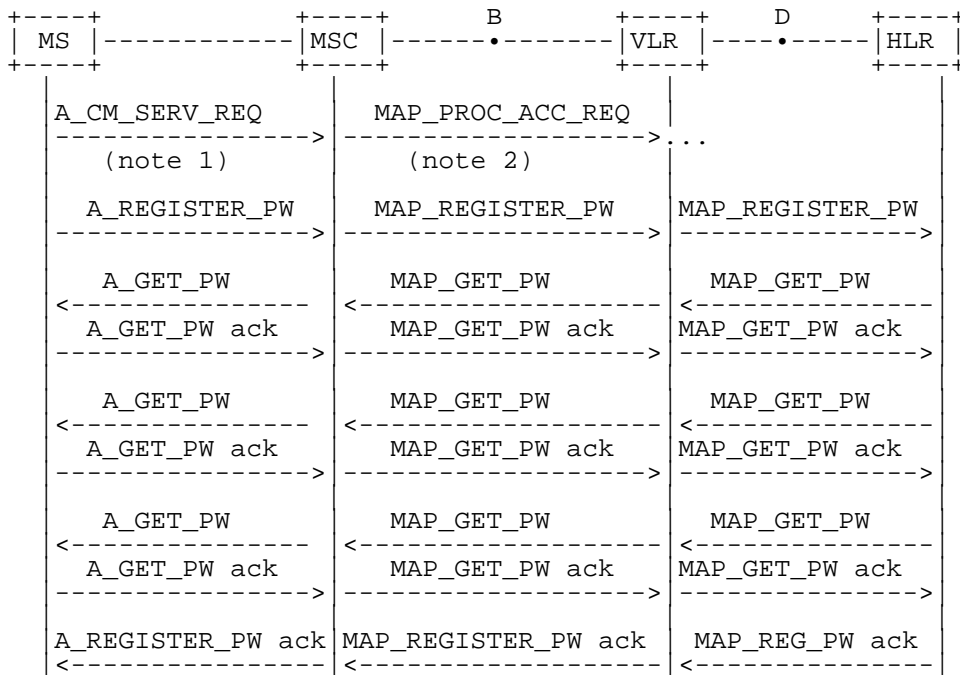 B D
MS MSC VLR HLR
A_CM_SERV_REQ MAP_PROC_ACC_REQ
...
(note 1) (note 2)
A_REGISTER_PW MAP_REGISTER_PW MAP_REGISTER_PW
A_GET_PW MAP_GET_PW MAP_GET_PW
A_GET_PW ack MAP_GET_PW ack MAP_GET_PW ack
A_GET_PW MAP_GET_PW MAP_GET_PW
A_GET_PW ack MAP_GET_PW ack MAP_GET_PW ack
A_GET_PW MAP_GET_PW MAP_GET_PW
A_GET_PW ack MAP_GET_PW ack MAP_GET_PW ack
A_REGISTER_PW ack MAP_REGISTER_PW ack MAP_REG_PW ack